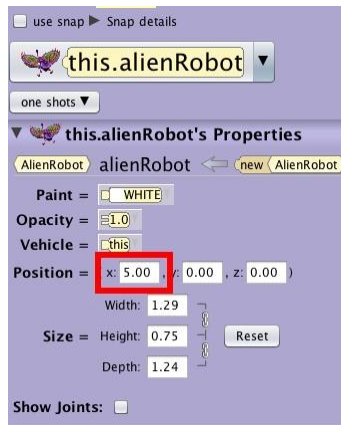 use snap ▶ Snap details
this.alienRobot ▼
one shots ▼
▼ this.alienRobot's Properties
AlienRobot alienRobot ⇐ new AlienRobot
Paint = WHITE
Opacity = 1.0
Vehicle = this
Position = ( x: 5.00 , y: 0.00 , z: 0.00 )
Width: 1.29
Size = Height: 0.75 Reset
Depth: 1.24
Show Joints: